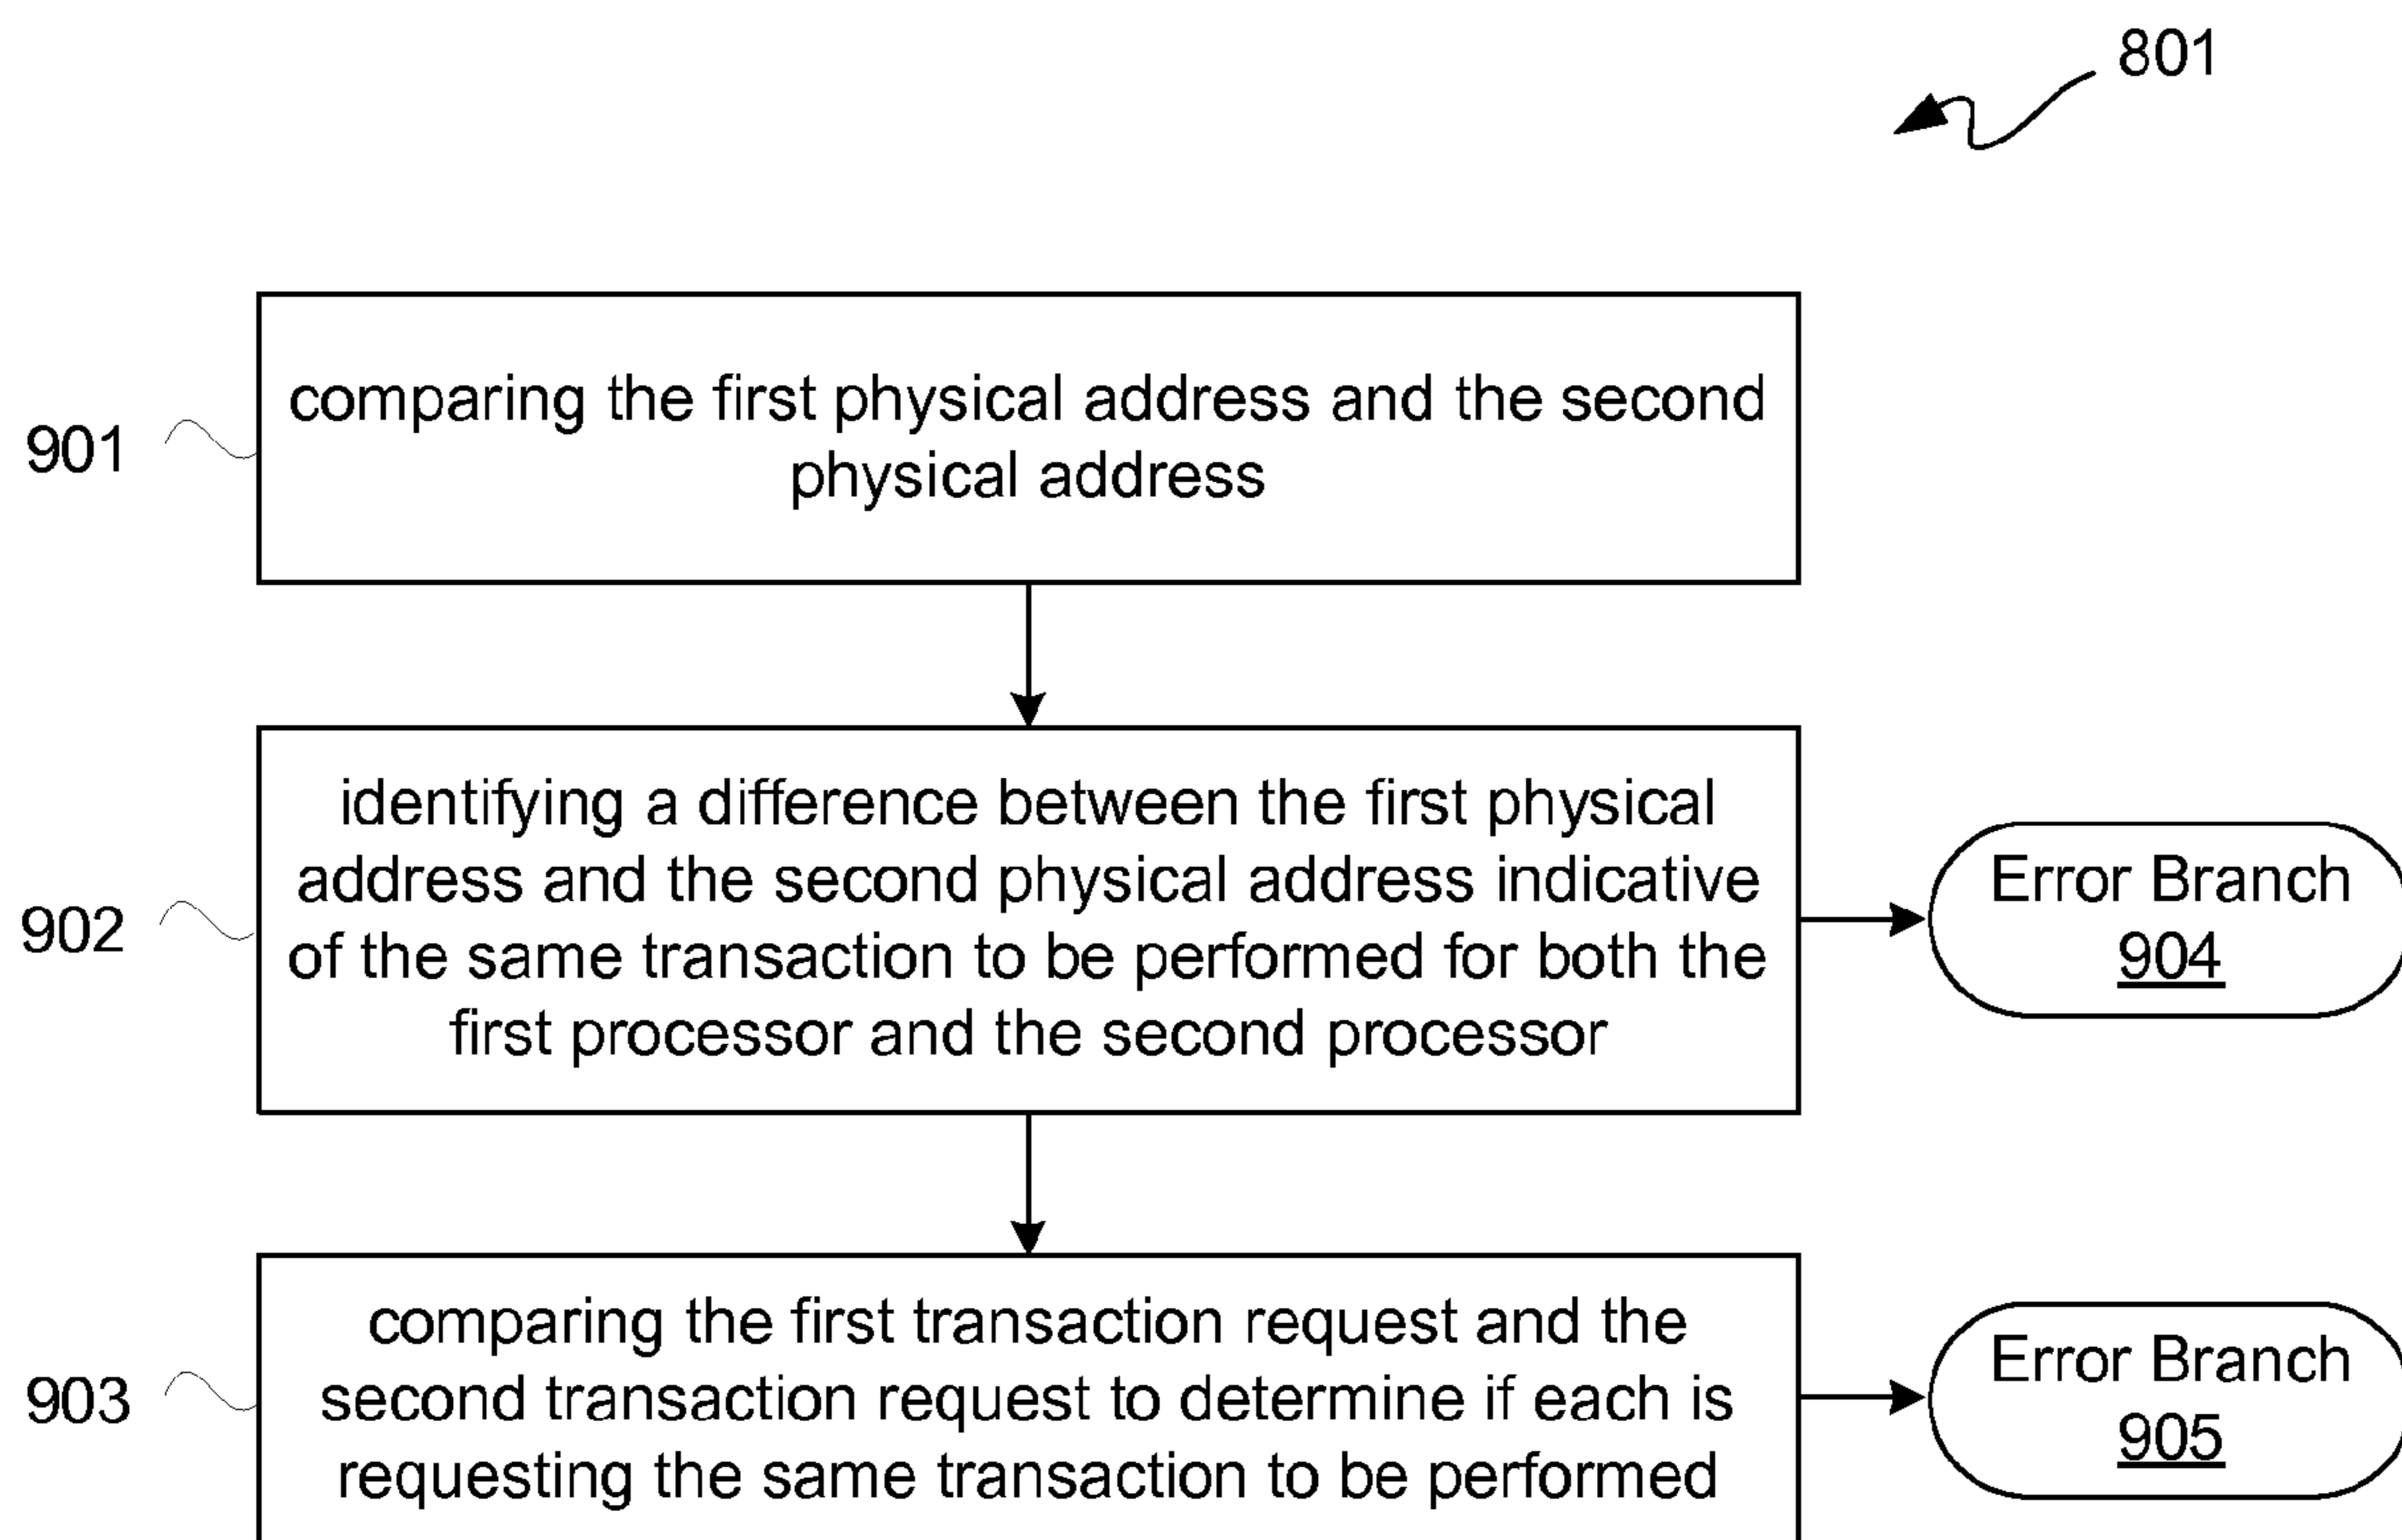 801
901
comparing the first physical address and the second
physical address
902
identifying a difference between the first physical
address and the second physical address indicative
of the same transaction to be performed for both the
first processor and the second processor
Error Branch
904
903
comparing the first transaction request and the
second transaction request to determine if each is
requesting the same transaction to be performed
Error Branch
905